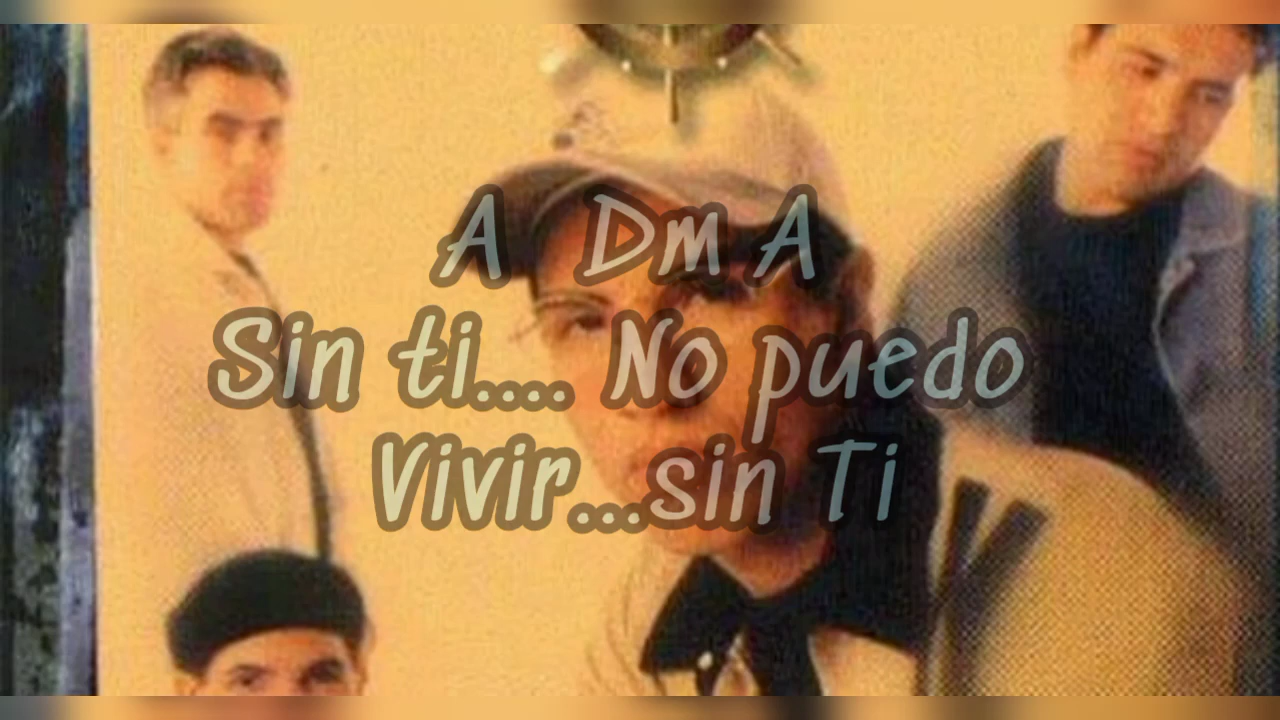 A Dm A
Sin ti.... No puedo
Vivir...sin Ti